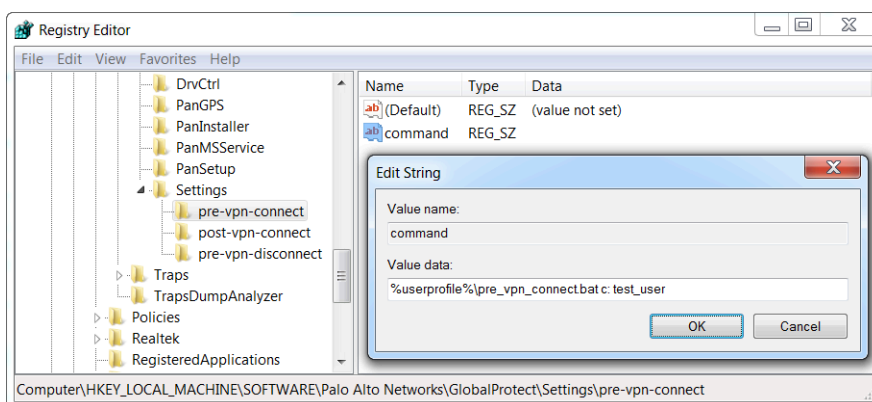 Registry Editor
File Edit View Favorites Help
DrvCtrl
PanGPS
PanInstaller
PanMSService
PanSetup
Settings
pre-vpn-connect
post-vpn-connect
pre-vpn-disconnect
Traps
TrapsDumpAnalyzer
Policies
Realtek
RegisteredApplications
Name Type Data
ab (Default) REG_SZ (value not set)
ab command REG_SZ
Edit String
Value name:
command
Value data:
%userprofile%\pre_vpn_connect.bat c: test_user
OK Cancel
Computer\HKEY_LOCAL_MACHINE\SOFTWARE\Palo Alto Networks\GlobalProtect\Settings\pre-vpn-connect